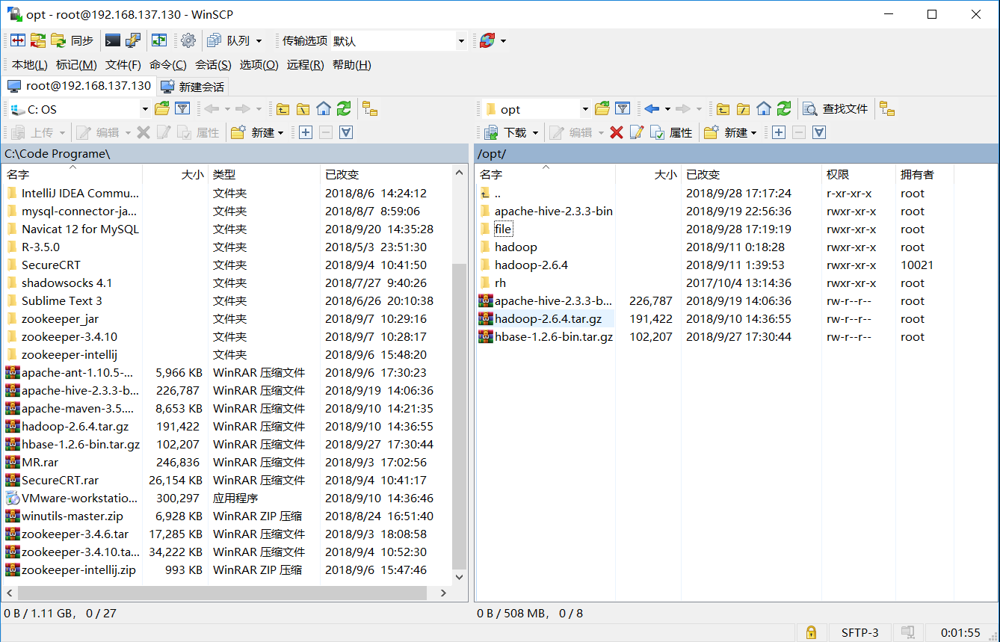 opt - root@192.168.137.130 - WinSCP
同步 队列 传输选项 默认
本地(L) 标记(M) 文件(F) 命令(C) 会话(S) 选项(O) 远程(R) 帮助(H)
root@192.168.137.130 新建会话
C: OS
上传 编辑 属性 新建
C:\Code Programe\
名字 大小 类型 已改变
IntelliJ IDEA Commu... 文件夹 2018/8/6 14:24:12
mysql-connector-ja... 文件夹 2018/8/7 8:59:06
Navicat 12 for MySQL 文件夹 2018/9/20 14:35:28
R-3.5.0 文件夹 2018/5/3 23:51:30
SecureCRT 文件夹 2018/9/4 10:41:50
shadowsocks 4.1 文件夹 2018/7/27 9:40:26
Sublime Text 3 文件夹 2018/6/26 20:10:38
zookeeper_jar 文件夹 2018/9/7 10:29:16
zookeeper-3.4.10 文件夹 2018/9/7 10:28:17
zookeeper-intellij 文件夹 2018/9/6 15:48:20
apache-ant-1.10.5-... 5,966 KB WinRAR 压缩文件 2018/9/6 17:30:23
apache-hive-2.3.3-b... 226,787 WinRAR 压缩文件 2018/9/19 14:06:36
apache-maven-3.5.... 8,653 KB WinRAR 压缩文件 2018/9/10 14:21:35
hadoop-2.6.4.tar.gz 191,422 WinRAR 压缩文件 2018/9/10 14:36:55
hbase-1.2.6-bin.tar.gz 102,207 WinRAR 压缩文件 2018/9/27 17:30:44
MR.rar 246,836 WinRAR 压缩文件 2018/9/3 17:02:56
SecureCRT.rar 26,154 KB WinRAR 压缩文件 2018/9/4 10:41:17
VMware-workstatio... 300,297 应用程序 2018/9/10 14:36:46
winutils-master.zip 6,928 KB WinRAR ZIP 压缩 2018/8/24 16:51:40
zookeeper-3.4.6.tar 17,285 KB WinRAR 压缩文件 2018/9/3 18:08:58
zookeeper-3.4.10.ta... 34,222 KB WinRAR 压缩文件 2018/9/4 10:52:30
zookeeper-intellij.zip 993 KB WinRAR ZIP 压缩 2018/9/6 15:47:46
0 B / 1.11 GB, 0 / 27
opt 查找文件
下载 编辑 属性 新建
/opt/
名字 大小 已改变 权限 拥有者
.. 2018/9/28 17:17:24 r-xr-xr-x root
apache-hive-2.3.3-bin 2018/9/19 22:56:36 rwxr-xr-x root
file 2018/9/28 17:19:19 rwxr-xr-x root
hadoop 2018/9/11 0:18:28 rwxr-xr-x root
hadoop-2.6.4 2018/9/11 1:39:53 rwxr-xr-x 10021
rh 2017/10/4 13:14:36 rwxr-xr-x root
apache-hive-2.3.3-b... 226,787 2018/9/19 14:06:36 rw-r--r-- root
hadoop-2.6.4.tar.gz 191,422 2018/9/10 14:36:55 rw-r--r-- root
hbase-1.2.6-bin.tar.gz 102,207 2018/9/27 17:30:44 rw-r--r-- root
0 B / 508 MB, 0 / 8
SFTP-3 0:01:55